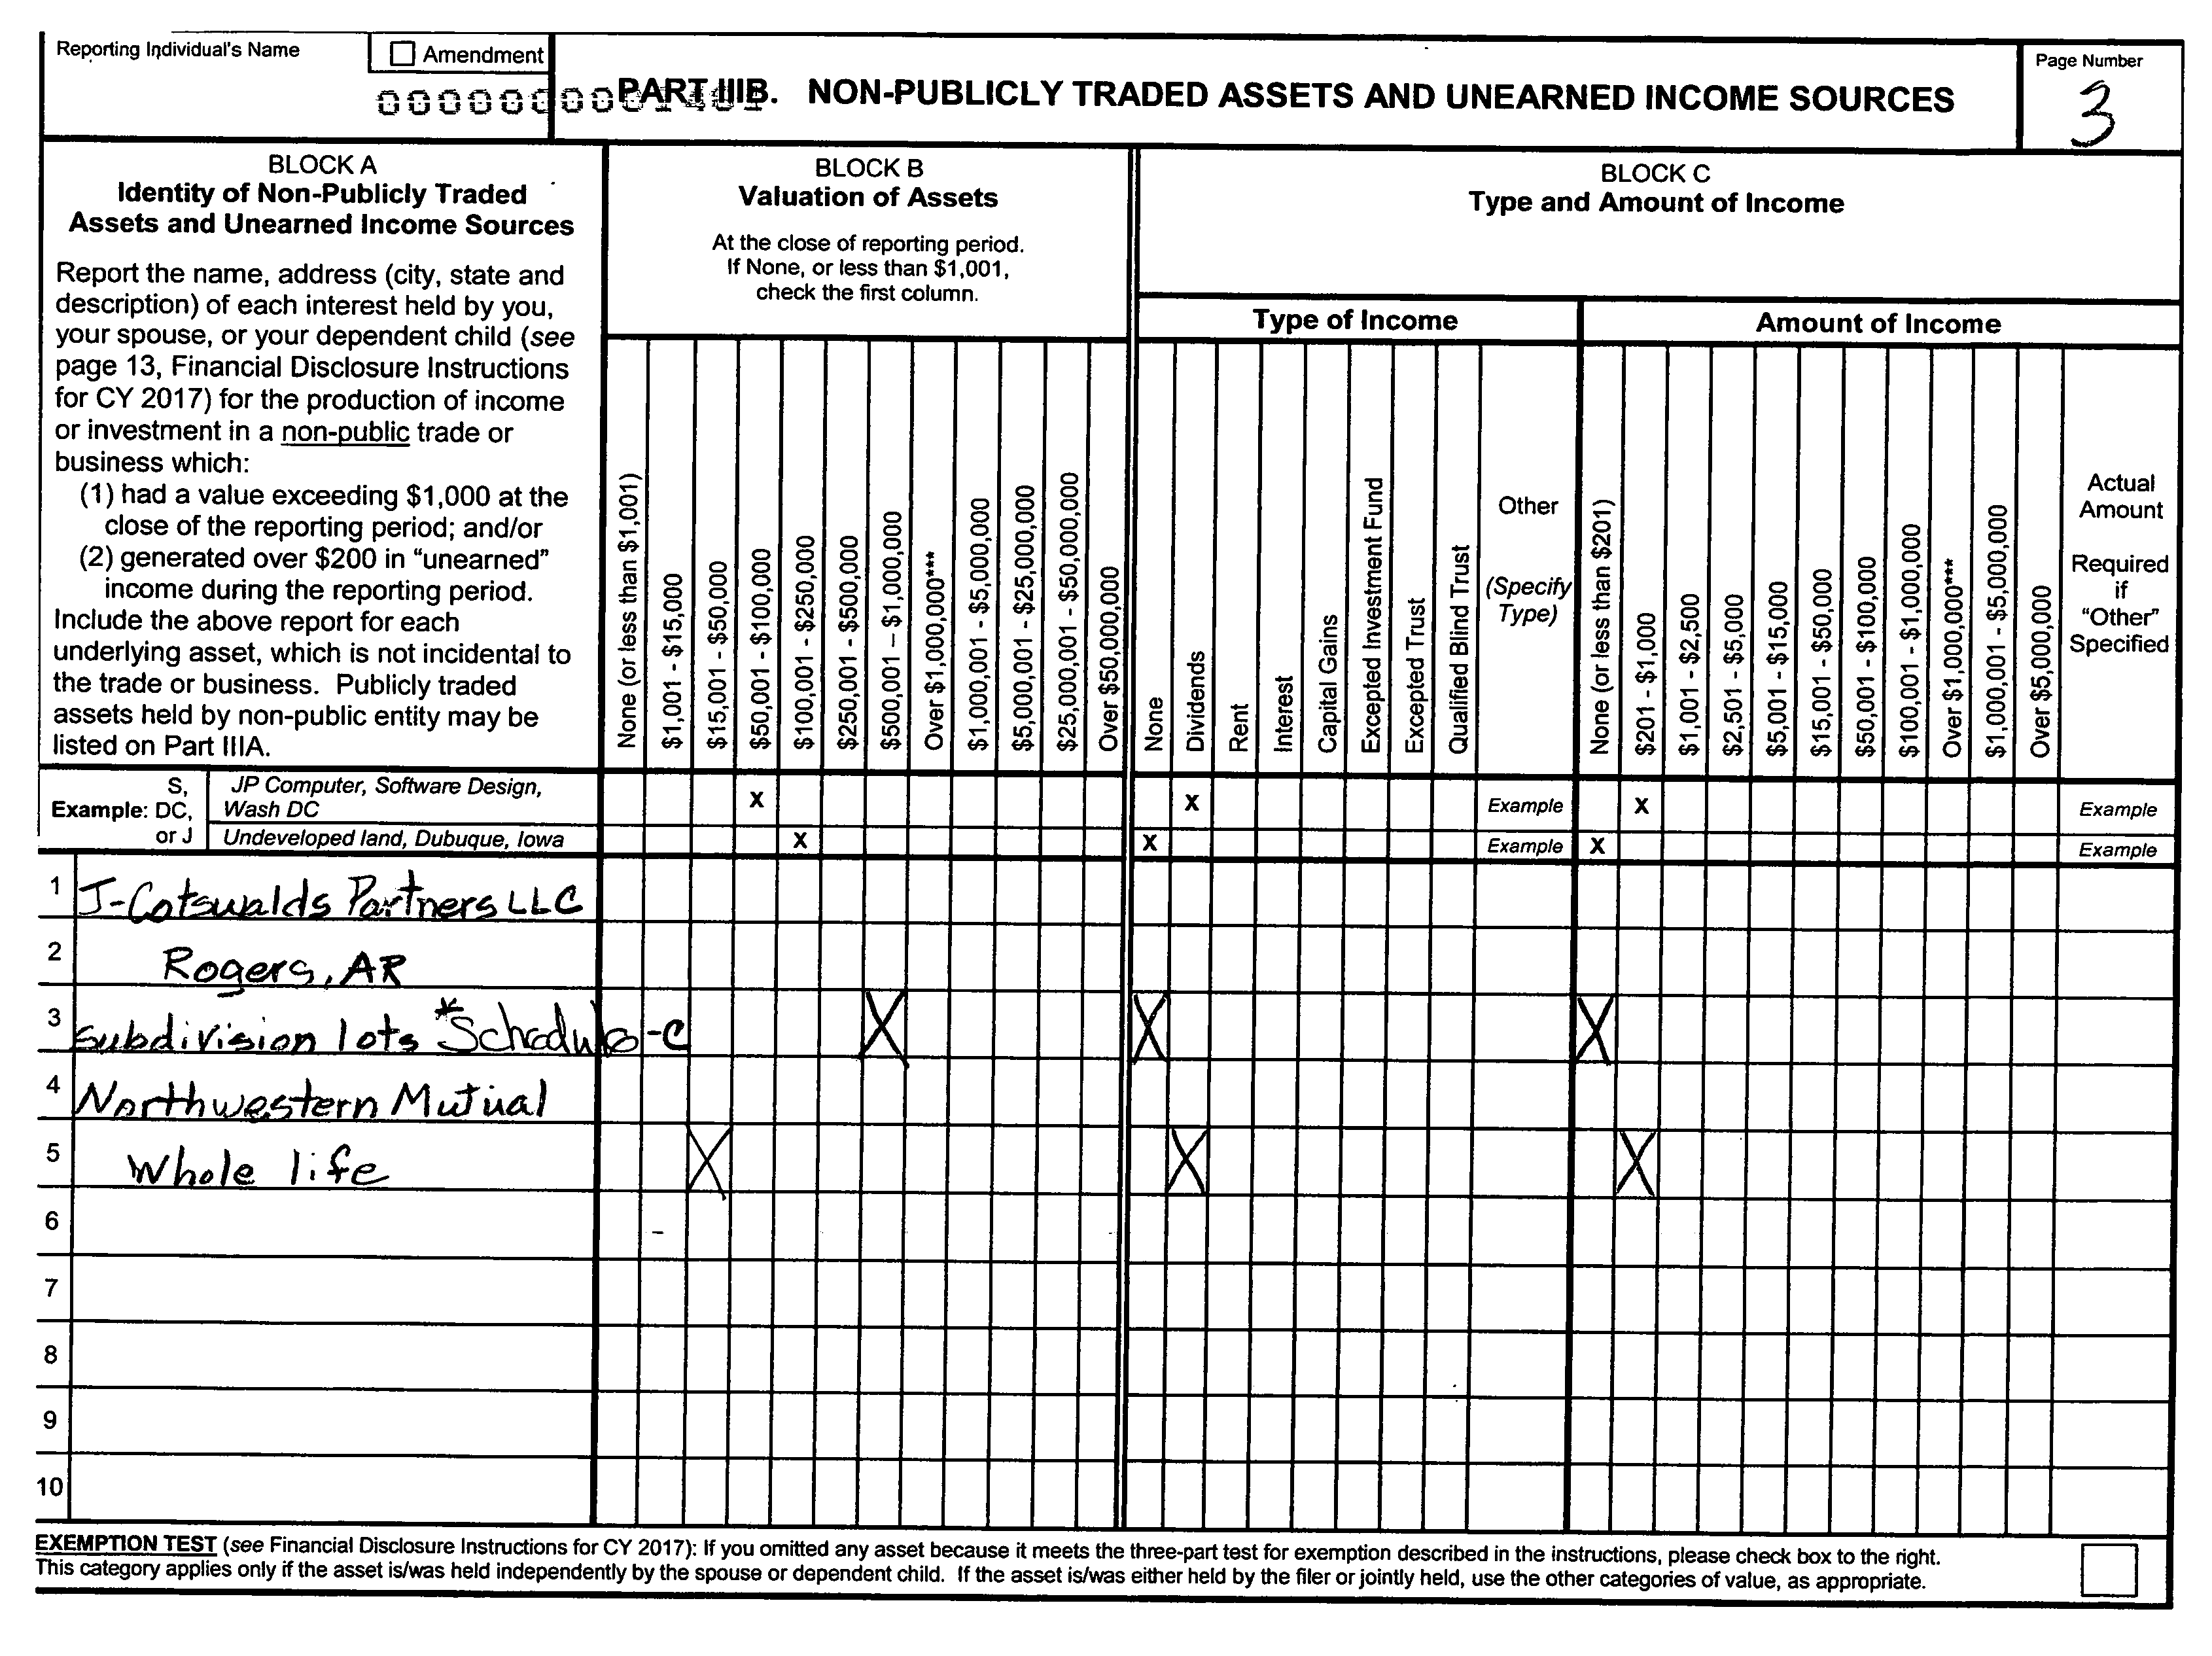 Reporting Individual's Name
Amendment
PART IIIB. NON-PUBLICLY TRADED ASSETS AND UNEARNED INCOME SOURCES
Page Number
3
BLOCK A
Identity of Non-Publicly Traded
Assets and Unearned Income Sources
Report the name, address (city, state and
description) of each interest held by you,
your spouse, or your dependent child (see
page 13, Financial Disclosure Instructions
for CY 2017) for the production of income
or investment in a non-public trade or
business which:
(1) had a value exceeding $1,000 at the
close of the reporting period; and/or
(2) generated over $200 in “unearned”
income during the reporting period.
Include the above report for each
underlying asset, which is not incidental to
the trade or business. Publicly traded
assets held by non-public entity may be
listed on Part IIIA.
BLOCK B
Valuation of Assets
At the close of reporting period.
If None, or less than $1,001,
check the first column.
None (or less than $1,001)
$1,001 - $15,000
$15,001 - $50,000
$50,001 - $100,000
$100,001 - $250,000
$250,001 - $500,000
$500,001 – $1,000,000
Over $1,000,000***
$1,000,001 - $5,000,000
$5,000,001 - $25,000,000
$25,000,001 - $50,000,000
Over $50,000,000
BLOCK C
Type and Amount of Income
Type of Income
None
Dividends
Rent
Interest
Capital Gains
Excepted Investment Fund
Excepted Trust
Qualified Blind Trust
Other
(Specify
Type)
Amount of Income
None (or less than $201)
$201 - $1,000
$1,001 - $2,500
$2,501 - $5,000
$5,001 - $15,000
$15,001 - $50,000
$50,001 - $100,000
$100,001 - $1,000,000
Over $1,000,000***
$1,000,001 - $5,000,000
Over $5,000,000
Actual
Amount
Required
if
“Other”
Specified
S,
Example: DC,
or J
JP Computer, Software Design,
Wash DC
X X Example X Example
Undeveloped land, Dubuque, Iowa X X Example X Example
1 J-Cotswalds Partners LLC
2 Rogers, AR
3 subdivision lots *Schedule-C X X X
4 Northwestern Mutual
5 Whole life X X X
6
7
8
9
10
EXEMPTION TEST (see Financial Disclosure Instructions for CY 2017): If you omitted any asset because it meets the three-part test for exemption described in the instructions, please check box to the right.
This category applies only if the asset is/was held independently by the spouse or dependent child. If the asset is/was either held by the filer or jointly held, use the other categories of value, as appropriate.